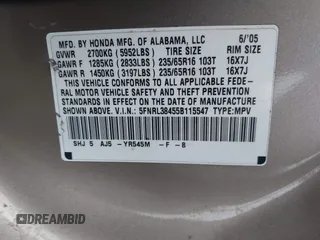 MFD. BY HONDA MFG. OF ALABAMA, LLC 6/'05
GVWR 2700KG (5952LBS) TIRE SIZE RIM SIZE
GAWR F 1285KG (2833LBS) 235/65R16 103T 16X7J
GAWR R 1450KG (3197LBS) 235/65R16 103T 16X7J
THIS VEHICLE CONFORMS TO ALL APPLICABLE FEDE-
RAL MOTOR VEHICLE SAFETY AND THEFT PREVENTION
STANDARDS IN EFFECT ON THE DATE OF MANUFACTURE
SHOWN ABOVE. V.I.N.: 5FNRL38455B115547 TYPE:MPV
SHJ 5 AJ5 -YR545M -F -B
DREAMBID